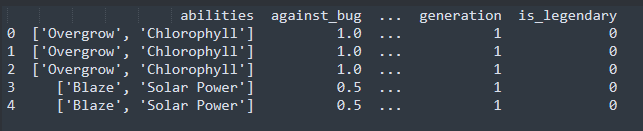 abilities against_bug ... generation is_legendary
0 ['Overgrow', 'Chlorophyll'] 1.0 ... 1 0
1 ['Overgrow', 'Chlorophyll'] 1.0 ... 1 0
2 ['Overgrow', 'Chlorophyll'] 1.0 ... 1 0
3 ['Blaze', 'Solar Power'] 0.5 ... 1 0
4 ['Blaze', 'Solar Power'] 0.5 ... 1 0